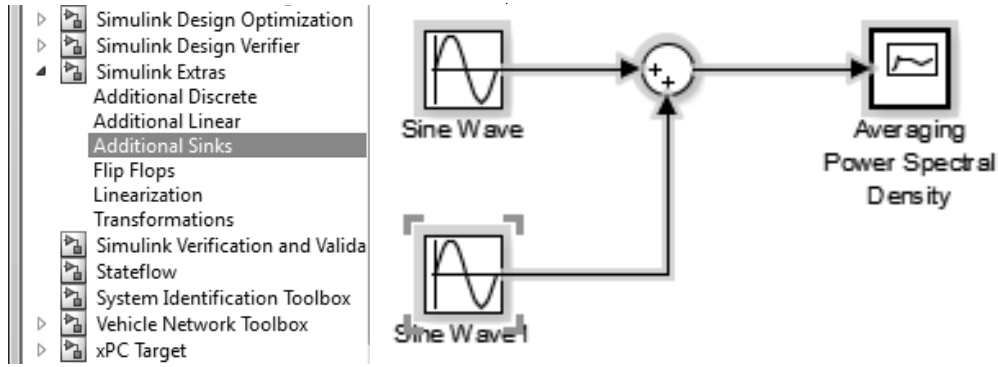 Simulink Design Optimization
Simulink Design Verifier
Simulink Extras
Additional Discrete
Additional Linear
Additional Sinks
Flip Flops
Linearization
Transformations
Simulink Verification and Valida
Stateflow
System Identification Toolbox
Vehicle Network Toolbox
xPC Target
Sine Wave
Averaging
Power Spectral
Density
Sine Wave1